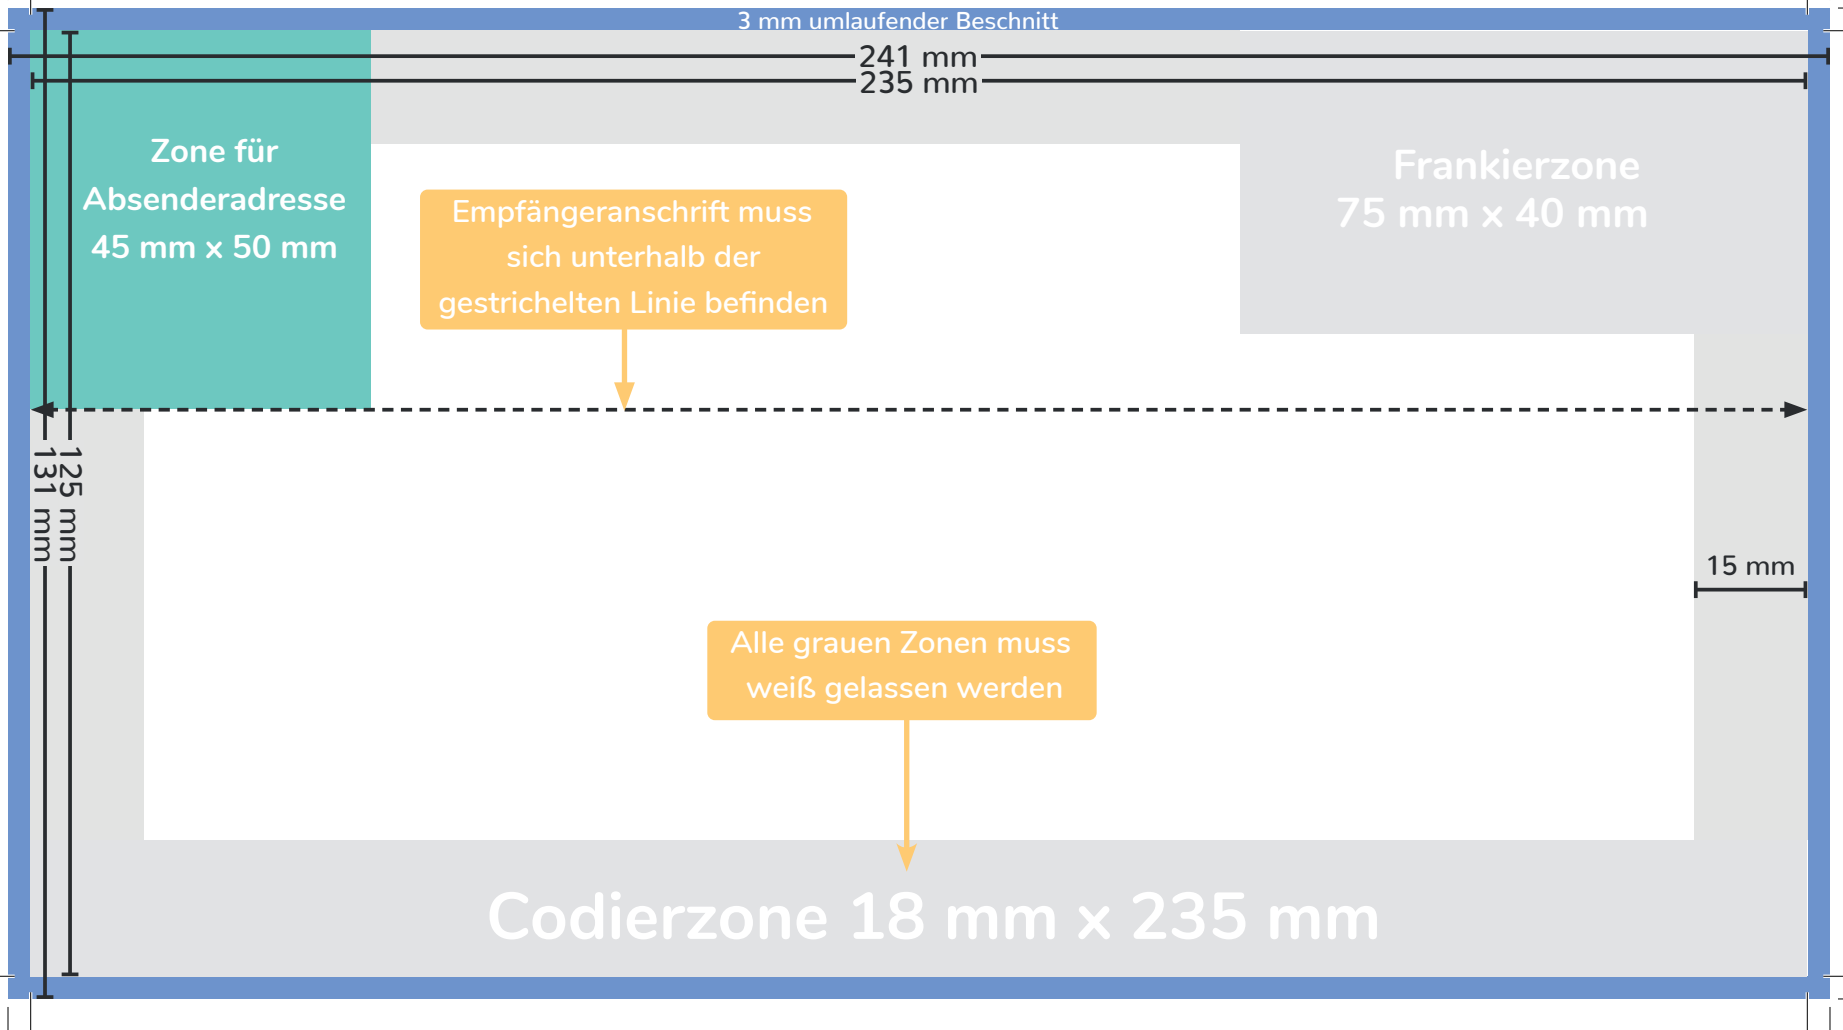 3 mm umlaufender Beschnitt
241 mm
235 mm
Zone für
Absenderadresse
45 mm x 50 mm
Empfängeranschrift muss
sich unterhalb der
gestrichelten Linie befinden
Frankierzone
75 mm x 40 mm
125 mm
131 mm
15 mm
Alle grauen Zonen muss
weiß gelassen werden
Codierzone 18 mm x 235 mm